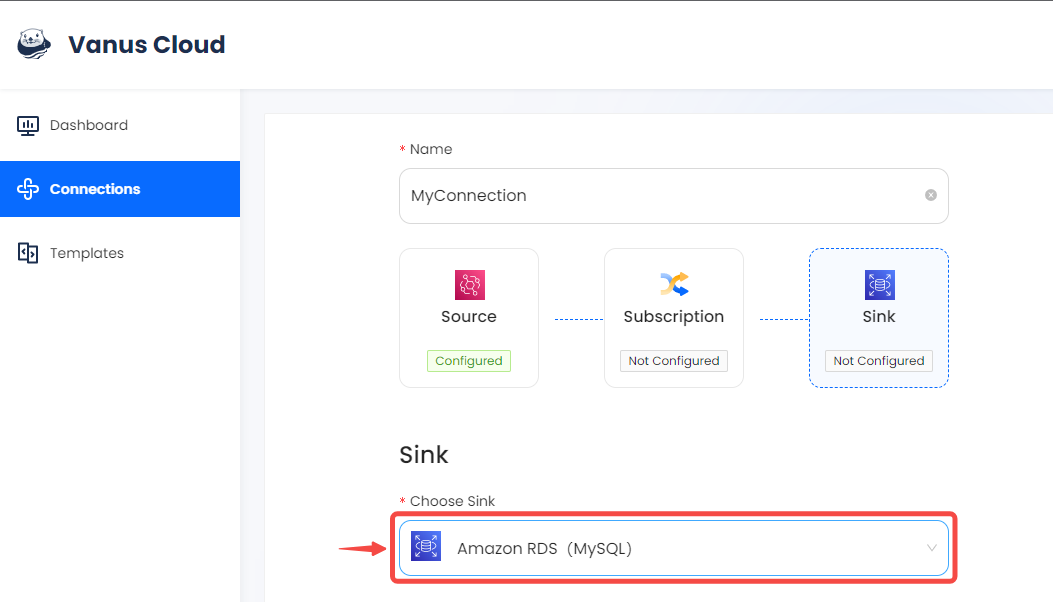 Vanus Cloud
Dashboard
Connections
Templates
* Name
MyConnection
Source
Configured
Subscription
Not Configured
Sink
Not Configured
Sink
* Choose Sink
Amazon RDS（MySQL）